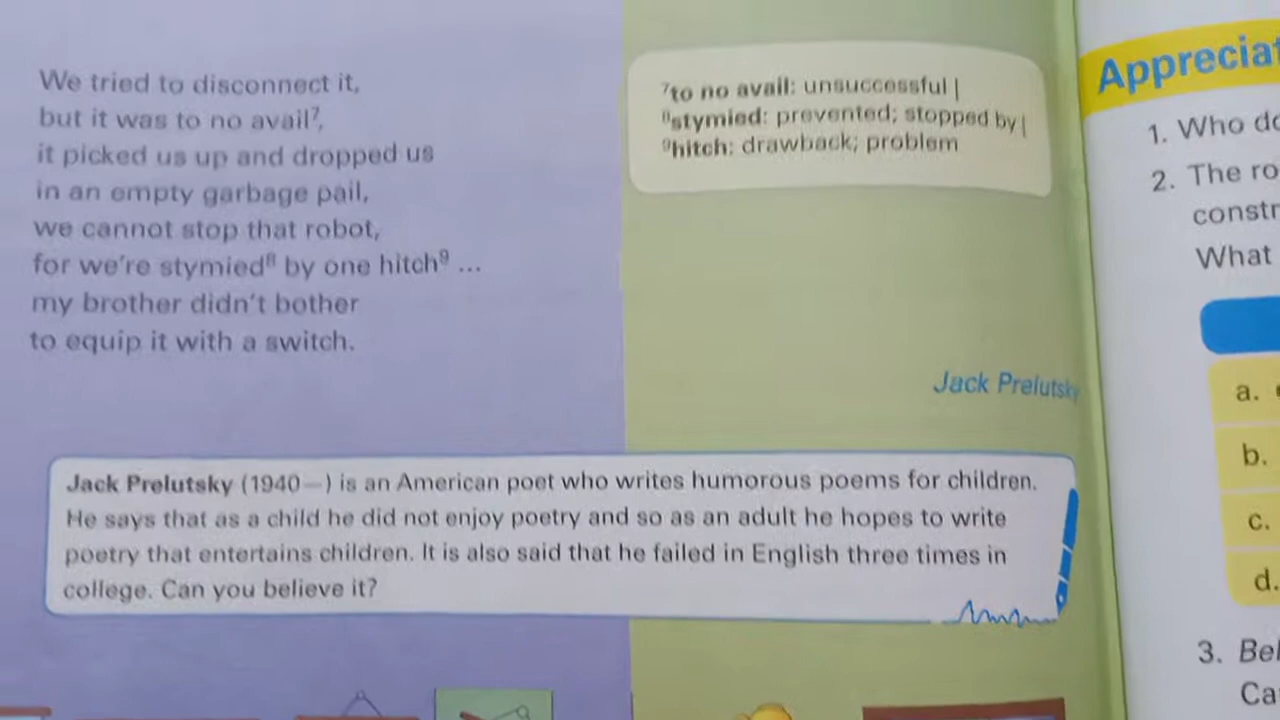 We tried to disconnect it,
but it was to no avail⁷,
it picked us up and dropped us
in an empty garbage pail,
we cannot stop that robot,
for we're stymied⁸ by one hitch⁹ ...
my brother didn't bother
to equip it with a switch.
⁷to no avail: unsuccessful |
⁸stymied: prevented; stopped by |
⁹hitch: drawback; problem
Jack Prelutsky
Jack Prelutsky (1940—) is an American poet who writes humorous poems for children.
He says that as a child he did not enjoy poetry and so as an adult he hopes to write
poetry that entertains children. It is also said that he failed in English three times in
college. Can you believe it?
1. Who
2. The
What
a.
b.
c.
d.
3.